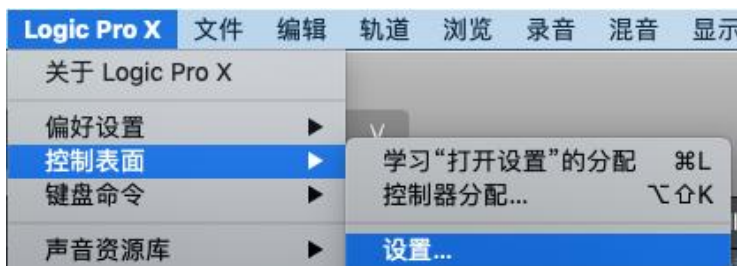 Logic Pro X 文件 编辑 轨道 浏览 录音 混音 显示
关于 Logic Pro X
偏好设置 ▶
控制表面 ▶
学习“打开设置”的分配 ⌘L
键盘命令 ▶
控制器分配... ⌥⇧K
声音资源库 ▶
设置...